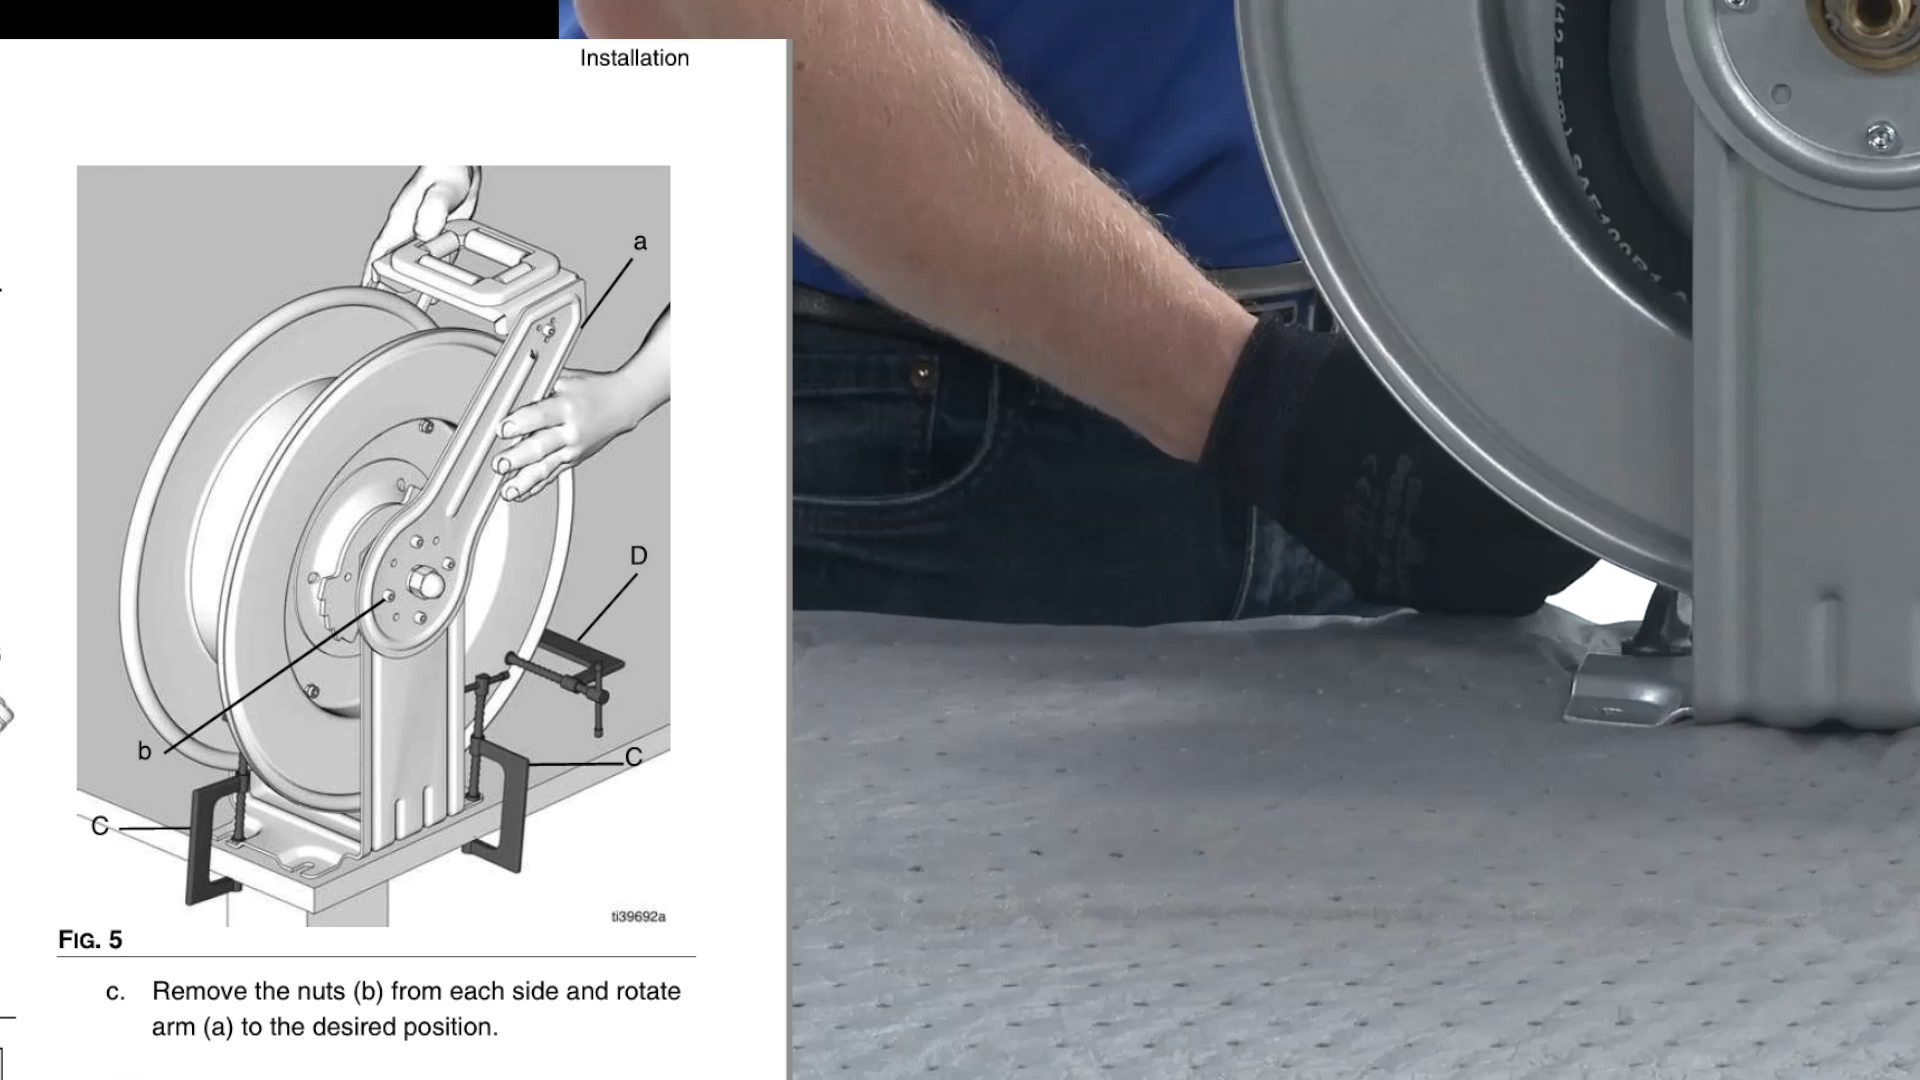 Installation
a
D
b
C
C
ti39692a
FIG. 5
c. Remove the nuts (b) from each side and rotate
arm (a) to the desired position.